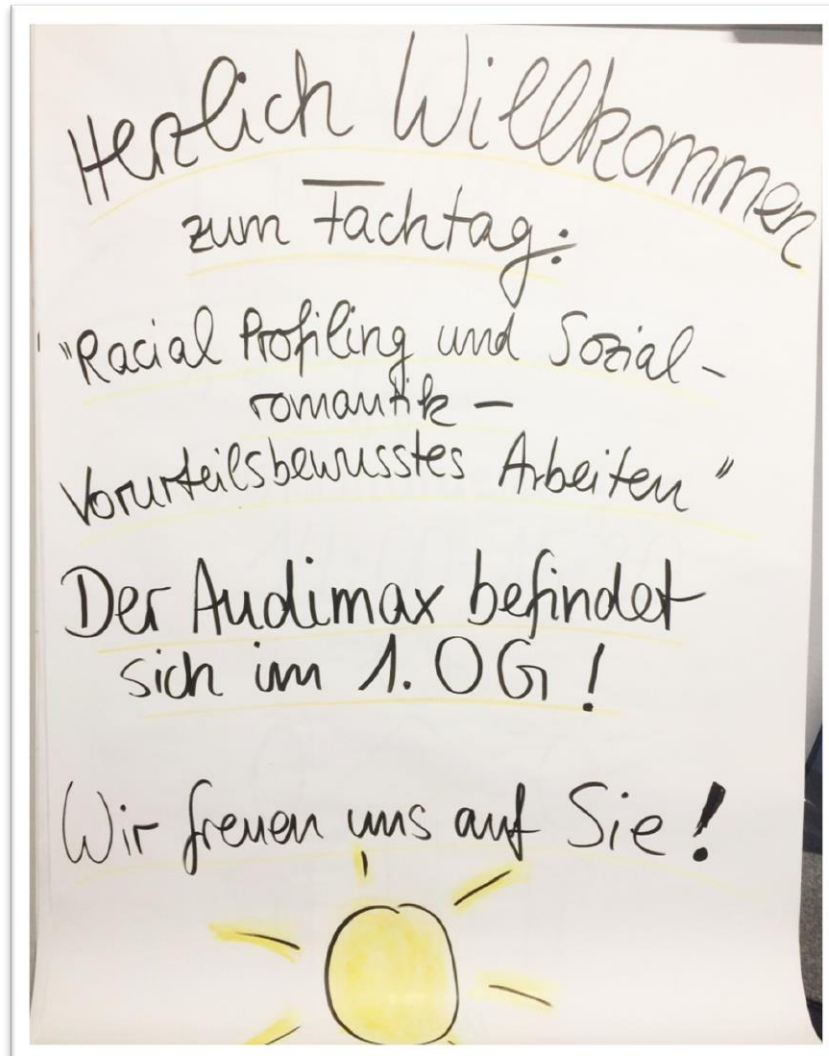 Herzlich Willkommen
zum Fachtag:
"Racial Profiling und Sozial-
romantik -
Vorurteilsbewusstes Arbeiten"
Der Audimax befindet
sich im 1. OG!
Wir freuen uns auf Sie!